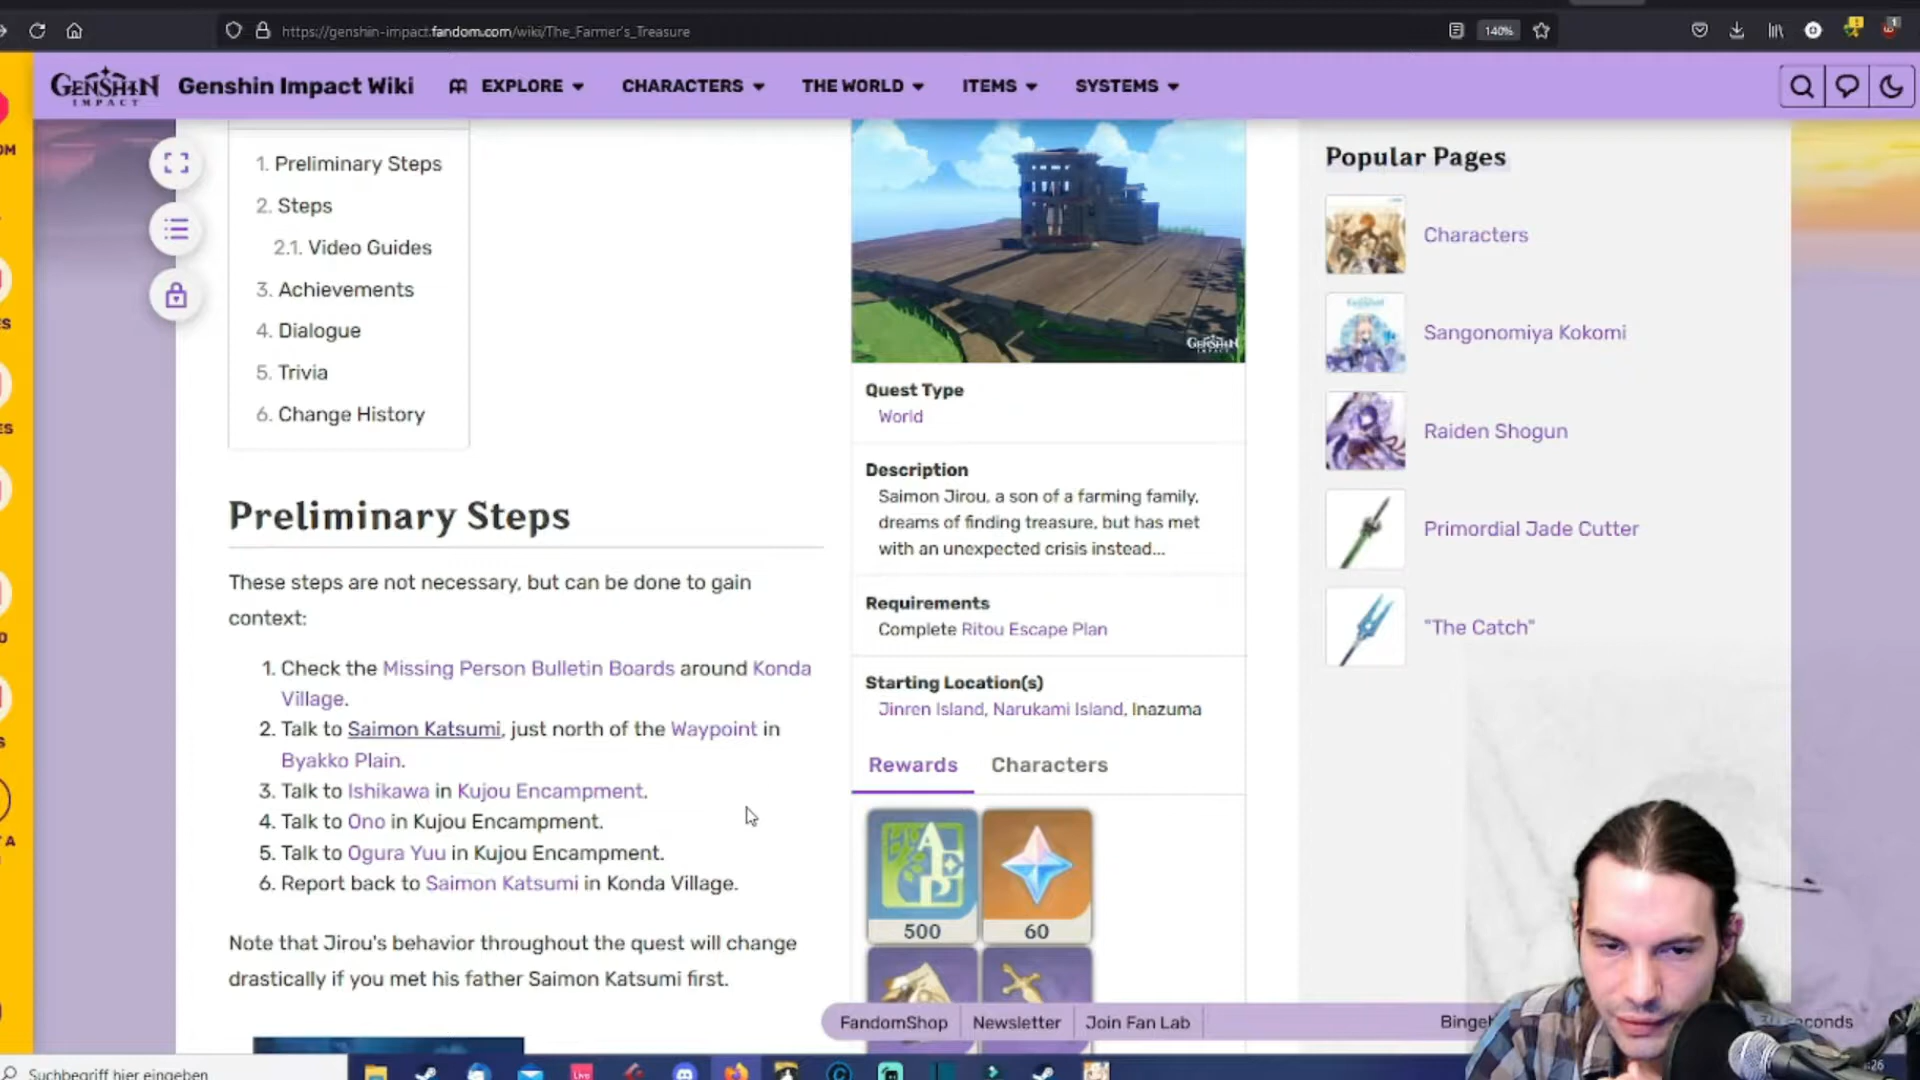 https://genshin-impact.fandom.com/wiki/The_Farmer's_Treasure
140%
GENSHIN IMPACT
Genshin Impact Wiki
EXPLORE
CHARACTERS
THE WORLD
ITEMS
SYSTEMS
1. Preliminary Steps
2. Steps
2.1. Video Guides
3. Achievements
4. Dialogue
5. Trivia
6. Change History
Preliminary Steps
These steps are not necessary, but can be done to gain
context:
1. Check the Missing Person Bulletin Boards around Konda
Village.
2. Talk to Saimon Katsumi, just north of the Waypoint in
Byakko Plain.
3. Talk to Ishikawa in Kujou Encampment.
4. Talk to Ono in Kujou Encampment.
5. Talk to Ogura Yuu in Kujou Encampment.
6. Report back to Saimon Katsumi in Konda Village.
Note that Jirou's behavior throughout the quest will change
drastically if you met his father Saimon Katsumi first.
GENSHIN
Quest Type
World
Description
Saimon Jirou, a son of a farming family,
dreams of finding treasure, but has met
with an unexpected crisis instead...
Requirements
Complete Ritou Escape Plan
Starting Location(s)
Jinren Island, Narukami Island, Inazuma
Rewards
Characters
AEP
500
60
Popular Pages
Characters
Sangonomiya Kokomi
Raiden Shogun
Primordial Jade Cutter
"The Catch"
FandomShop
Newsletter
Join Fan Lab
Suchbegriff hier eingeben
Live